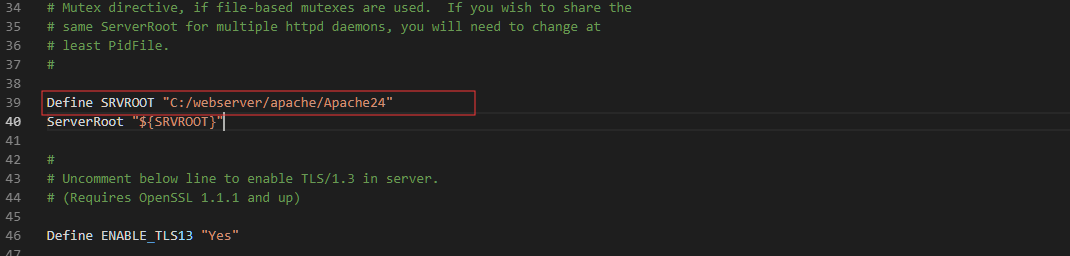 34 # Mutex directive, if file-based mutexes are used.  If you wish to share the
35 # same ServerRoot for multiple httpd daemons, you will need to change at
36 # least PidFile.
37 #
38
39 Define SRVROOT "C:/webserver/apache/Apache24"
40 ServerRoot "${SRVROOT}"
41
42 #
43 # Uncomment below line to enable TLS/1.3 in server.
44 # (Requires OpenSSL 1.1.1 and up)
45
46 Define ENABLE_TLS13 "Yes"
47